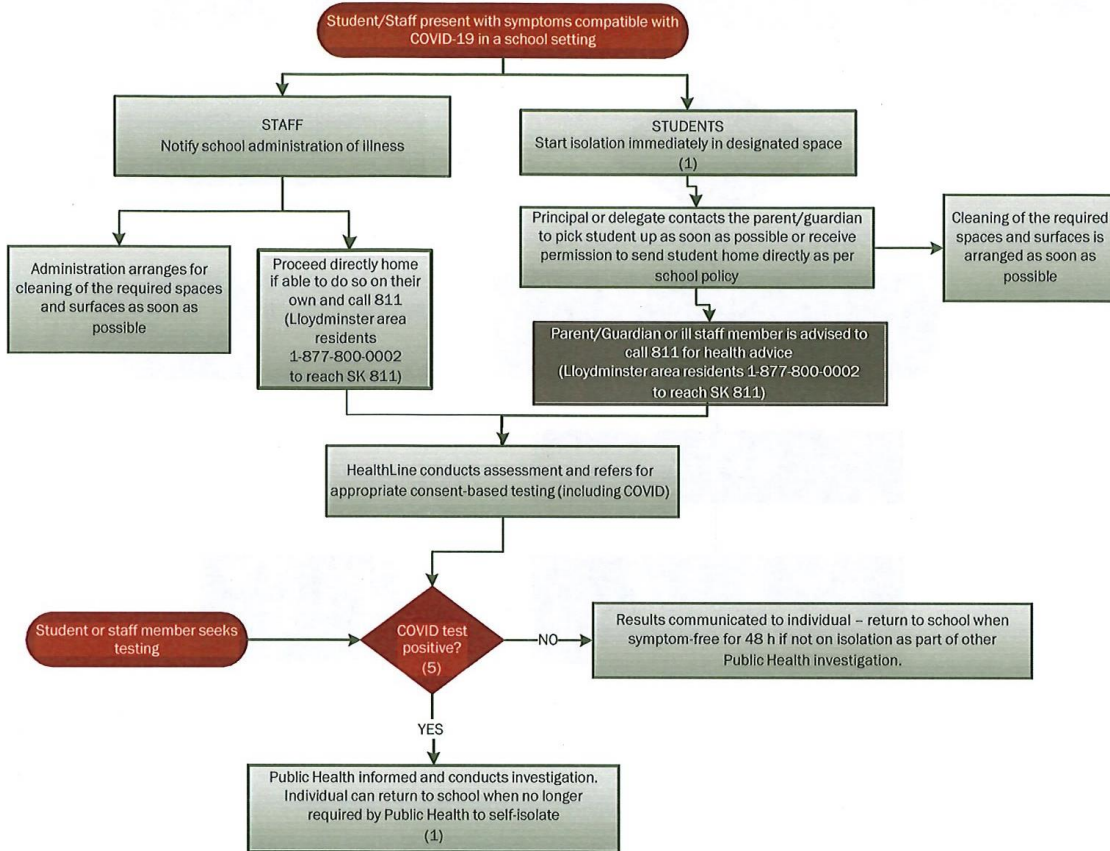 Student/Staff present with symptoms compatible with
COVID-19 in a school setting
STAFF
Notify school administration of illness
STUDENTS
Start isolation immediately in designated space
(1)
Administration arranges for
cleaning of the required spaces
and surfaces as soon as
possible
Proceed directly home
if able to do so on their
own and call 811
(Lloydminster area
residents
1-877-800-0002
to reach SK 811)
Principal or delegate contacts the parent/guardian
to pick student up as soon as possible or receive
permission to send student home directly as per
school policy
Cleaning of the required
spaces and surfaces is
arranged as soon as
possible
Parent/Guardian or ill staff member is advised to
call 811 for health advice
(Lloydminster area residents 1-877-800-0002
to reach SK 811)
HealthLine conducts assessment and refers for
appropriate consent-based testing (including COVID)
Student or staff member seeks
testing
COVID test
positive?
(5)
NO
Results communicated to individual – return to school when
symptom-free for 48 h if not on isolation as part of other
Public Health investigation.
YES
Public Health informed and conducts investigation.
Individual can return to school when no longer
required by Public Health to self-isolate
(1)